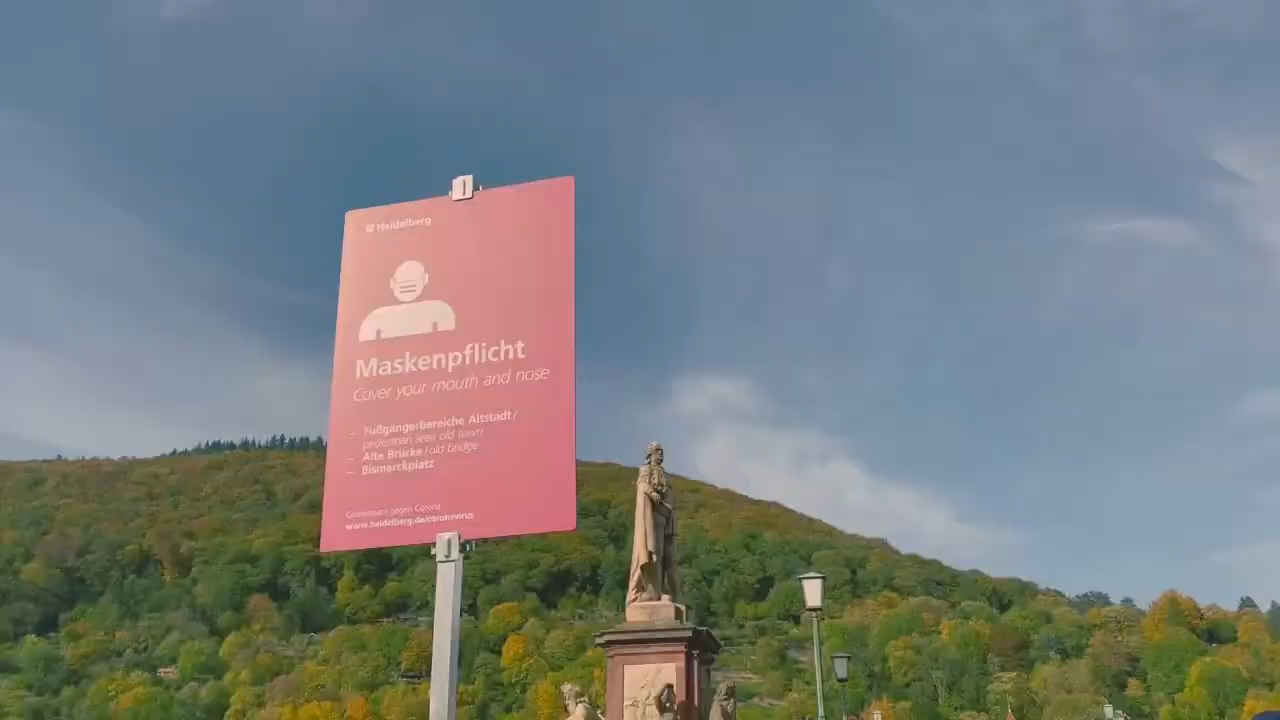 Heidelberg
Maskenpflicht
Cover your mouth and nose
– Fußgängerbereiche Altstadt/
pedestrian area old town
– Alte Brücke/old bridge
– Bismarckplatz
Gemeinsam gegen Corona
www.heidelberg.de/coronavirus